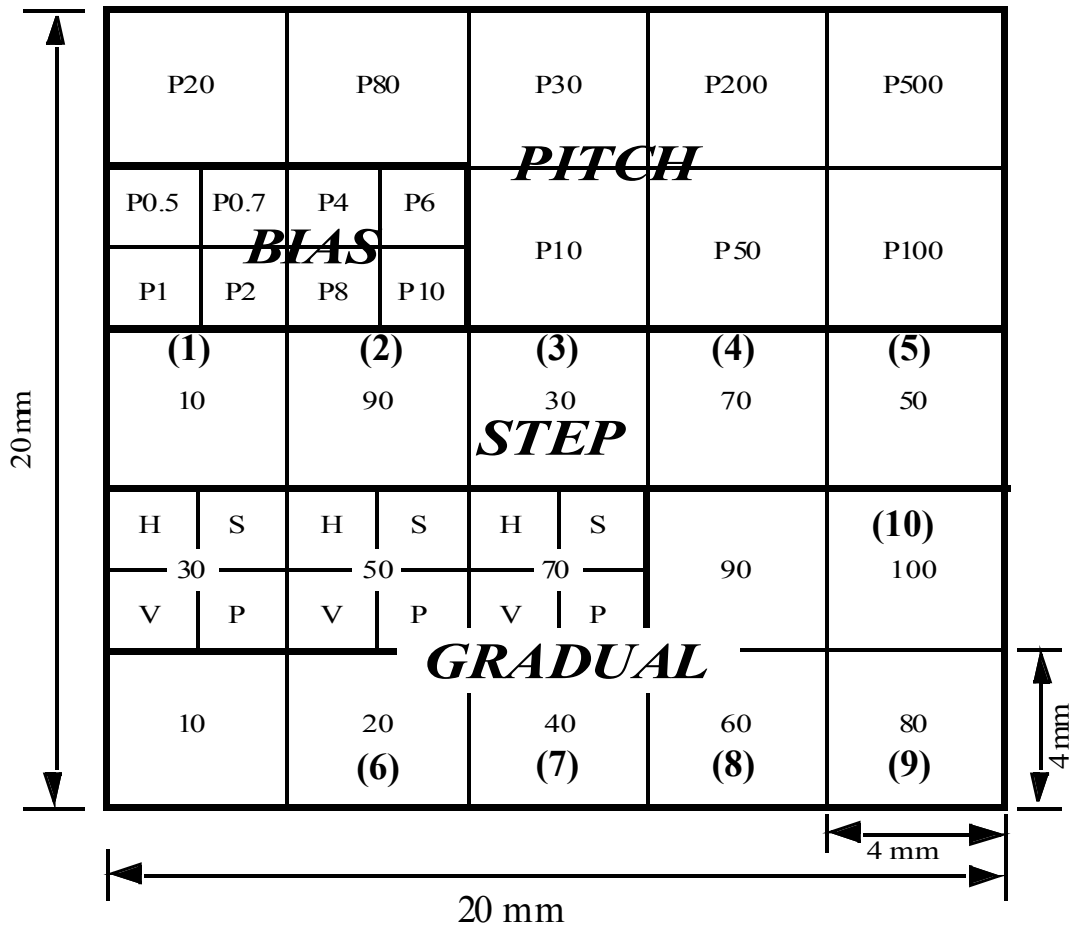 P20 P80 P30 P200 P500
PITCH
P0.5 P0.7 P4 P6
BIAS
P10 P50 P100
P1 P2 P8 P10
(1) (2) (3) (4) (5)
10 90 30 70 50
STEP
20 mm
H S H S H S (10)
30 50 70 90 100
V P V P V P
GRADUAL
10 20 40 60 80
(6) (7) (8) (9)
4 mm
4 mm
20 mm